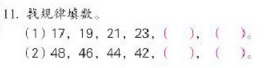 11. 找规律填数。
(1) 17, 19, 21, 23, (    ), (    )。
(2) 48, 46, 44, 42, (    ), (    )。